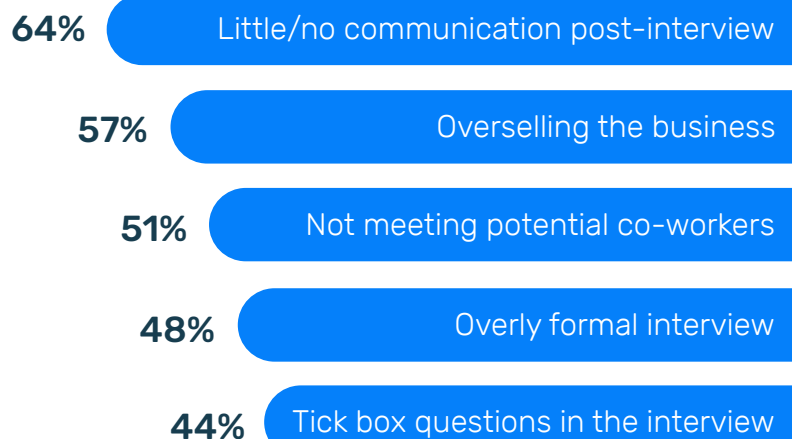 64% Little/no communication post-interview
57% Overselling the business
51% Not meeting potential co-workers
48% Overly formal interview
44% Tick box questions in the interview